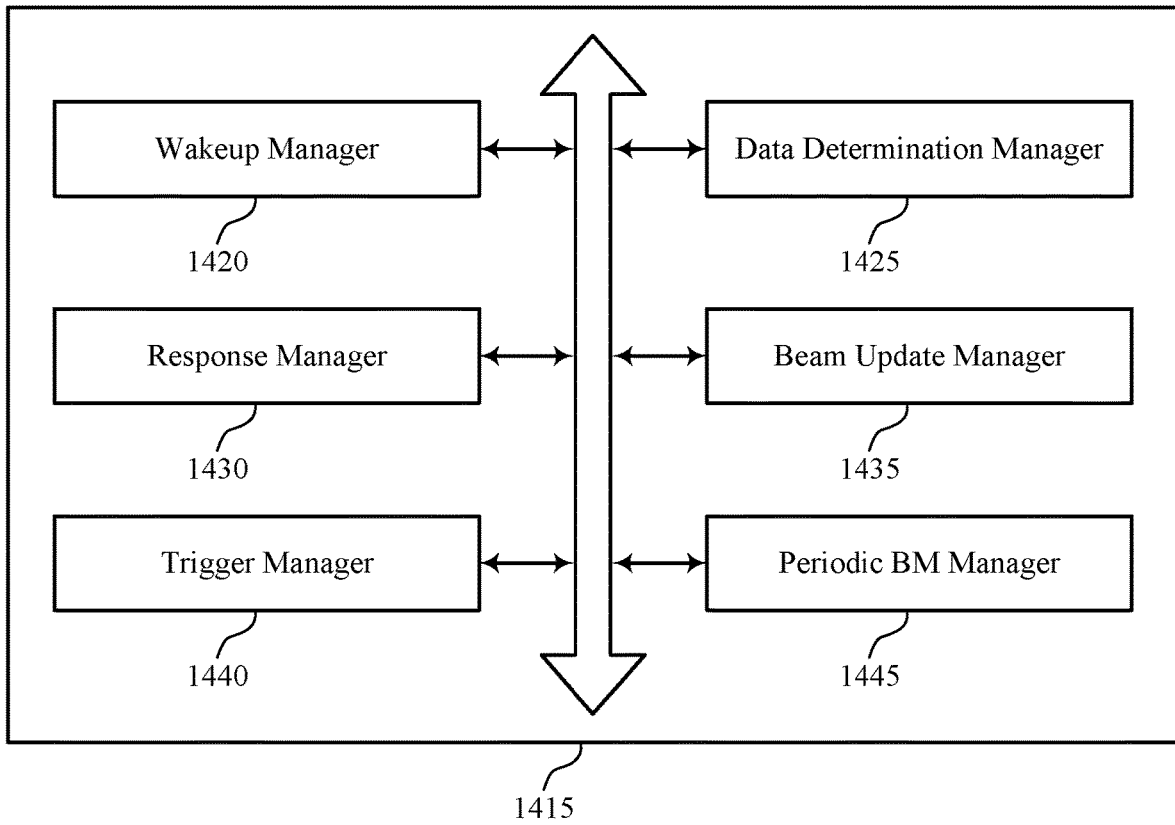 Wakeup Manager
Data Determination Manager
1420
1425
Response Manager
Beam Update Manager
1430
1435
Trigger Manager
Periodic BM Manager
1440
1445
1415